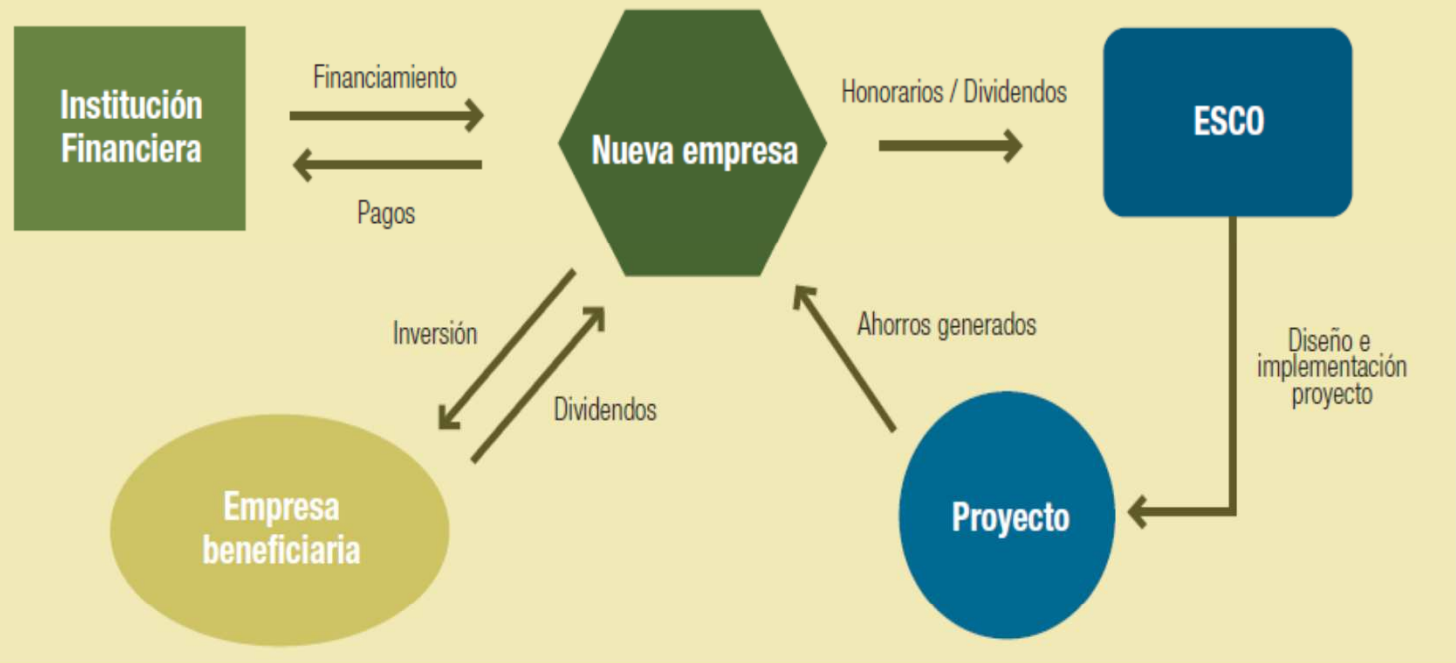 Institución
Financiera
Financiamiento
Pagos
Nueva empresa
Honorarios / Dividendos
ESCO
Inversión
Dividendos
Ahorros generados
Diseño e
implementación
proyecto
Empresa
beneficiaria
Proyecto